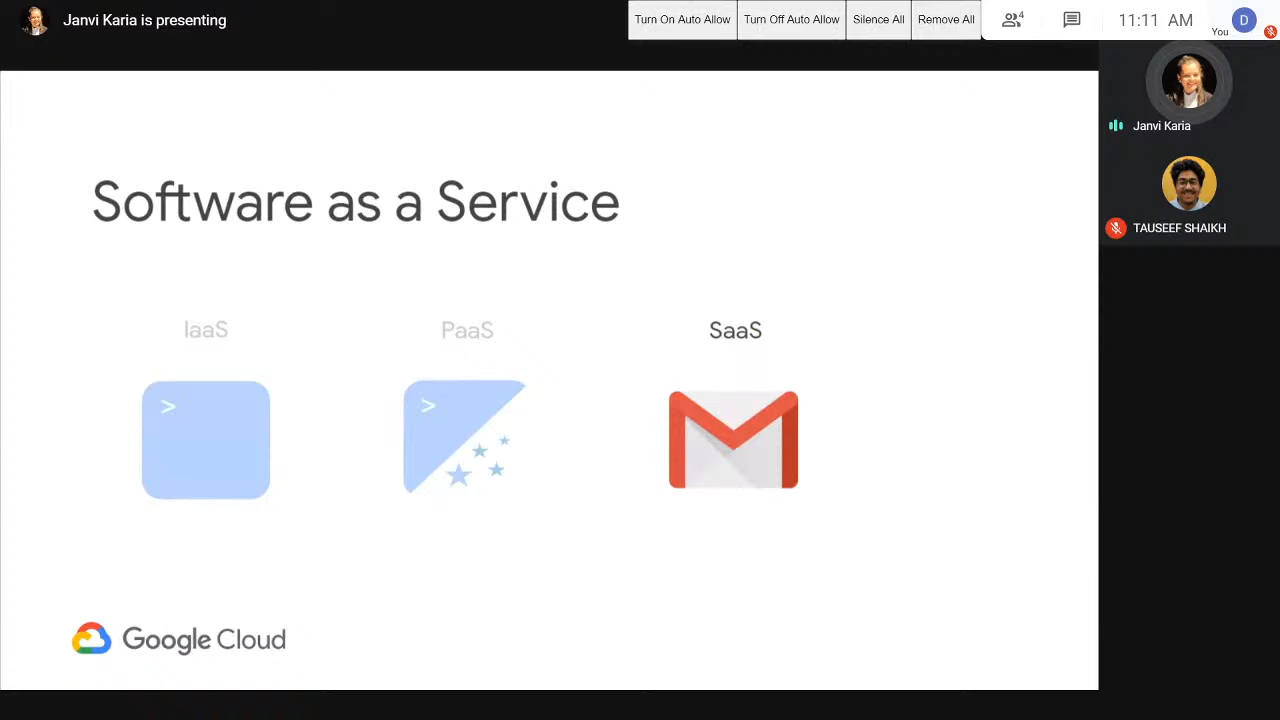 Janvi Karia is presenting
Turn On Auto Allow
Turn Off Auto Allow
Silence All
Remove All
4
11:11 AM
You
D
Janvi Karia
TAUSEEF SHAIKH
Software as a Service
IaaS
PaaS
SaaS
>
>
Google Cloud